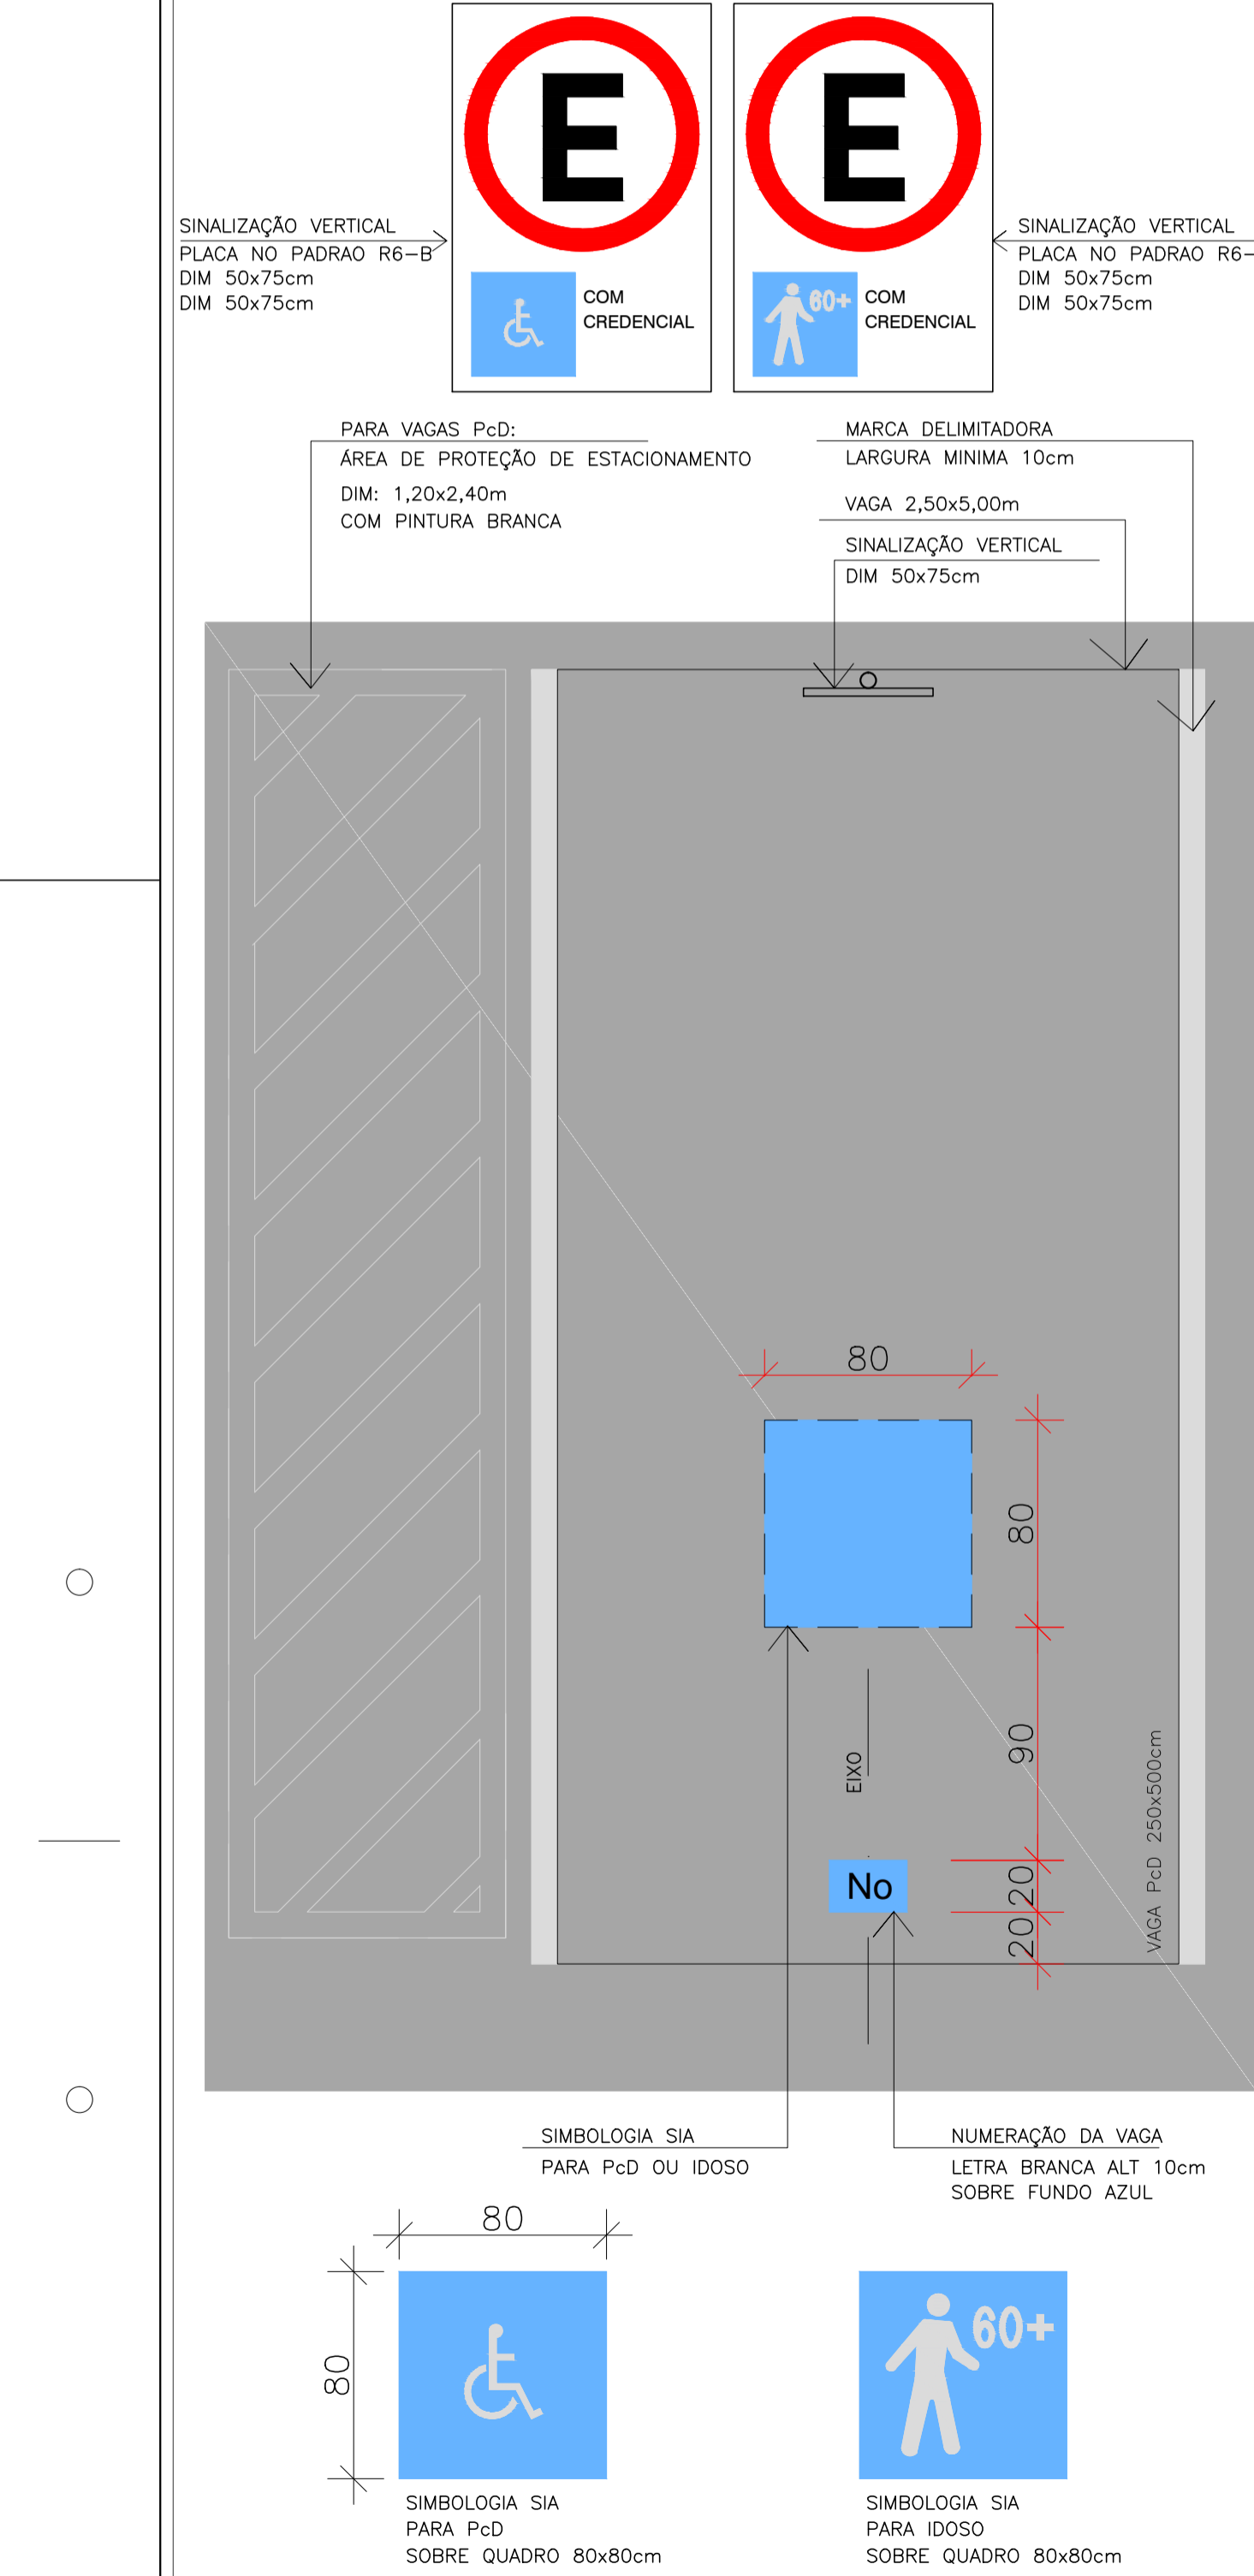 E
E
SINALIZAÇÃO VERTICAL
PLACA NO PADRAO R6-B
DIM 50x75cm
DIM 50x75cm
COM
CREDENCIAL
60+
COM
CREDENCIAL
SINALIZAÇÃO VERTICAL
PLACA NO PADRAO R6-
DIM 50x75cm
DIM 50x75cm
PARA VAGAS PcD:
ÁREA DE PROTEÇÃO DE ESTACIONAMENTO
DIM: 1,20x2,40m
COM PINTURA BRANCA
MARCA DELIMITADORA
LARGURA MINIMA 10cm
VAGA 2,50x5,00m
SINALIZAÇÃO VERTICAL
DIM 50x75cm
80
80
90
EIXO
VAGA PcD 250x500cm
No
20
20
SIMBOLOGIA SIA
PARA PcD OU IDOSO
NUMERAÇÃO DA VAGA
LETRA BRANCA ALT 10cm
SOBRE FUNDO AZUL
80
80
60+
SIMBOLOGIA SIA
PARA PcD
SOBRE QUADRO 80x80cm
SIMBOLOGIA SIA
PARA IDOSO
SOBRE QUADRO 80x80cm